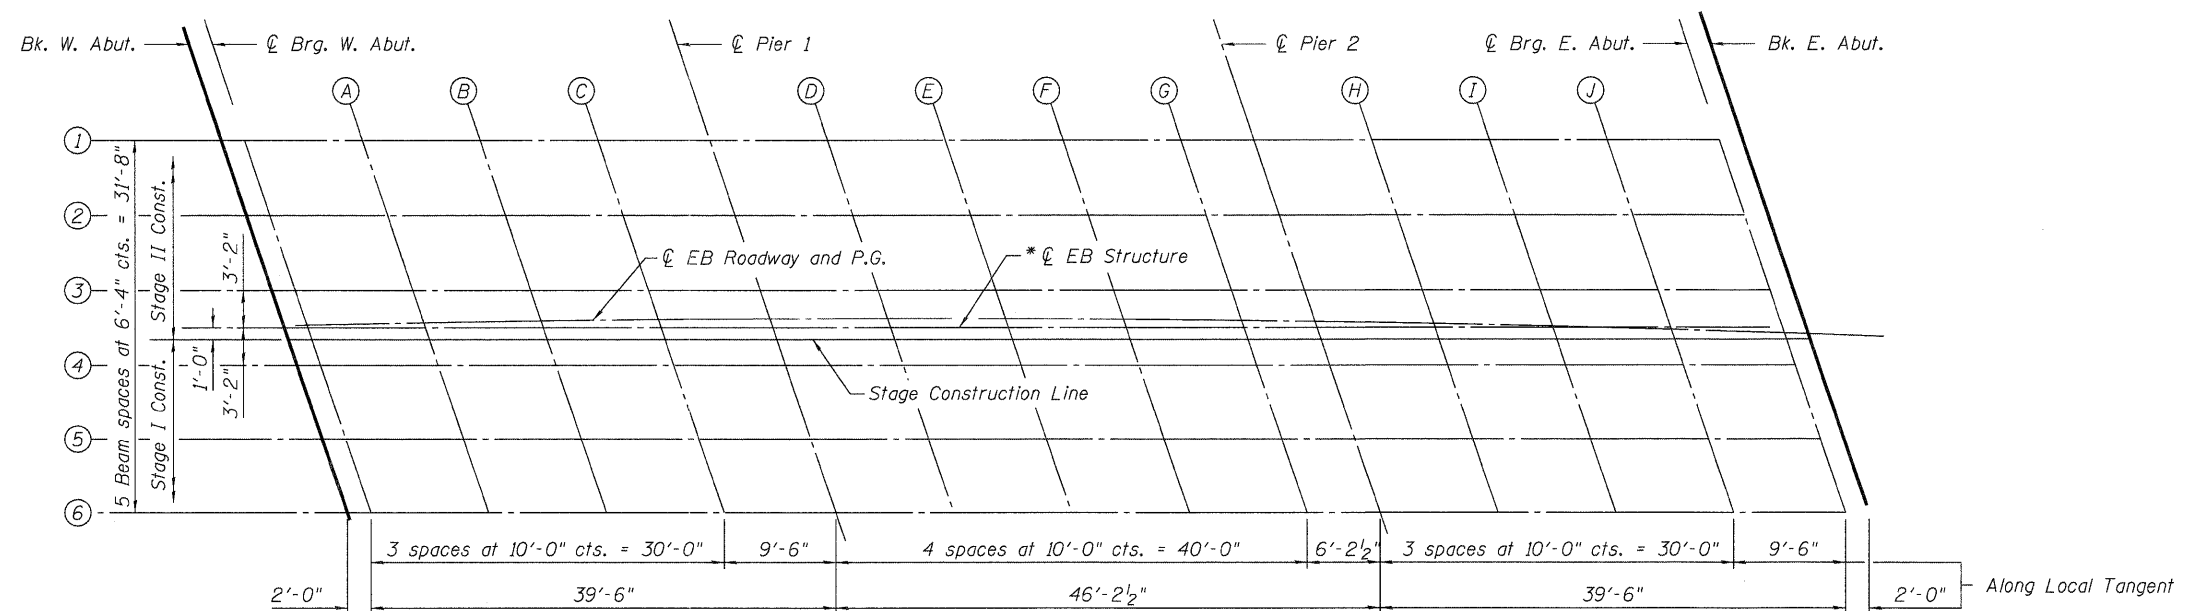 Bk. W. Abut.
℄ Brg. W. Abut.
℄ Pier 1
℄ Pier 2
℄ Brg. E. Abut.
Bk. E. Abut.
A
B
C
D
E
F
G
H
I
J
1
2
3
4
5
6
5 Beam spaces at 6'-4" cts. = 31'-8"
Stage II Const.
Stage I Const.
3'-2"
1'-0"
3'-2"
℄ EB Roadway and P.G.
* ℄ EB Structure
Stage Construction Line
3 spaces at 10'-0" cts. = 30'-0"
9'-6"
4 spaces at 10'-0" cts. = 40'-0"
6'-2½"
3 spaces at 10'-0" cts. = 30'-0"
9'-6"
2'-0"
39'-6"
46'-2½"
39'-6"
2'-0"
Along Local Tangent